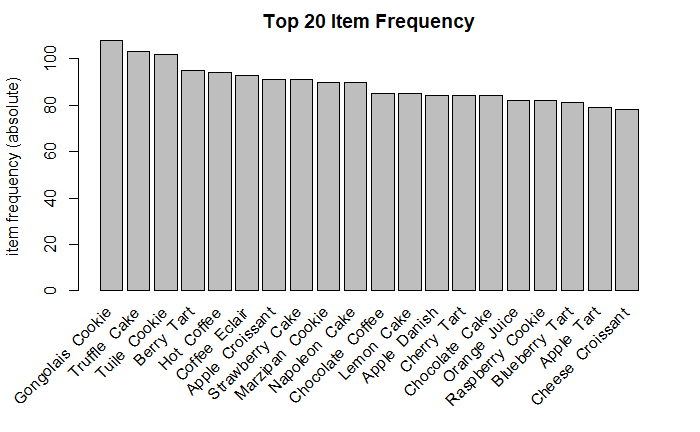 Top 20 Item Frequency
item frequency (absolute)
100
80
60
40
20
0
Gongolais Cookie
Truffle Cake
Tuile Cookie
Berry Tart
Hot Coffee
Coffee Eclair
Apple Croissant
Strawberry Cake
Marzipan Cookie
Napoleon Cake
Chocolate Coffee
Lemon Cake
Apple Danish
Cherry Tart
Chocolate Cake
Orange Juice
Raspberry Cookie
Blueberry Tart
Apple Tart
Cheese Croissant